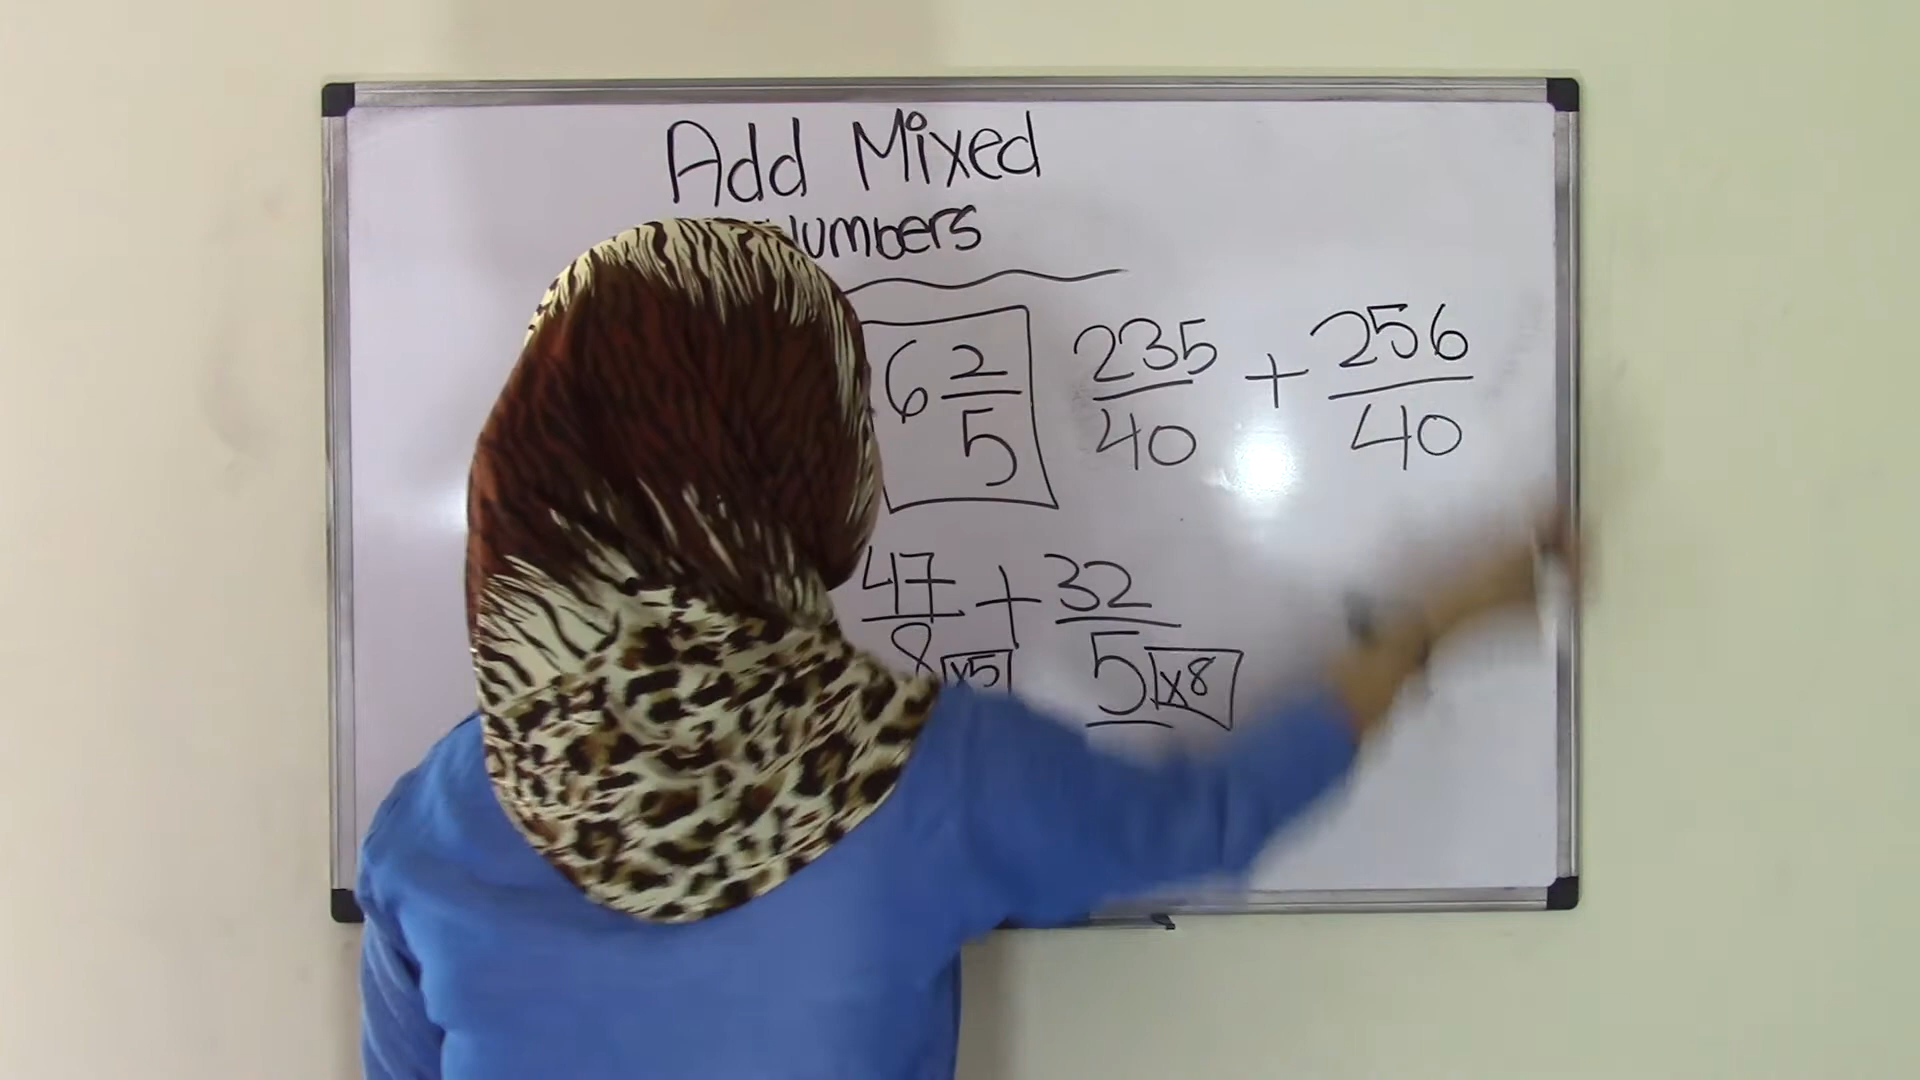 Add Mixed
Numbers
6 2/5
235/40 + 256/40
47/8 + 32/5
x5 x8